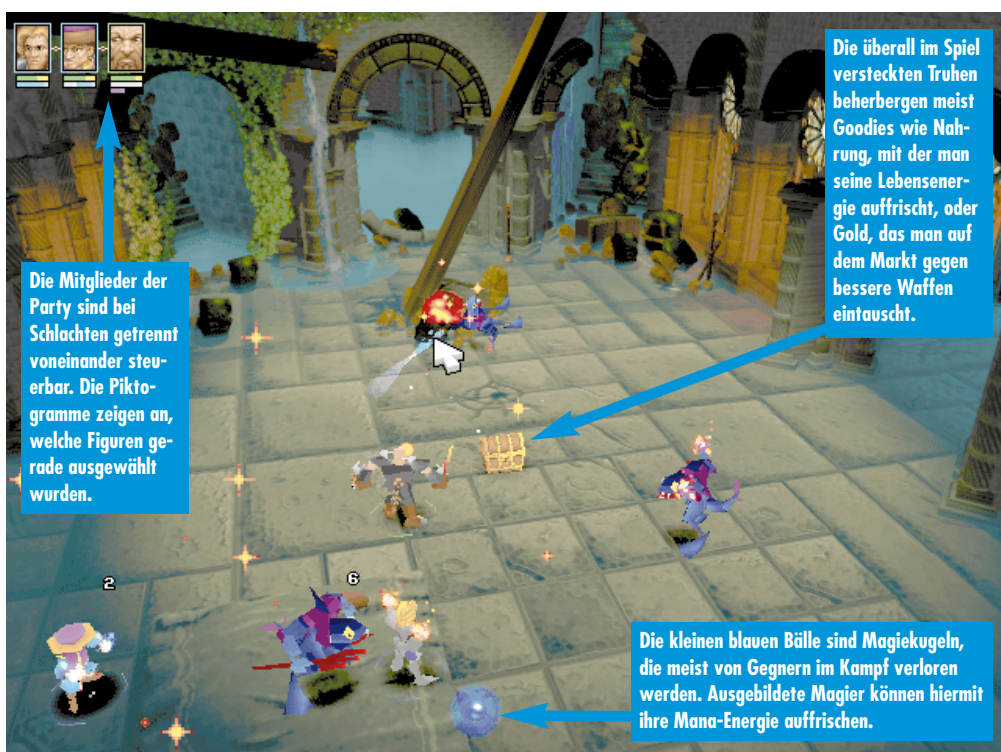 Die überall im Spiel
versteckten Truhen
beherbergen meist
Goodies wie Nah-
rung, mit der man
seine Lebensener-
gie auffrischt, oder
Gold, das man auf
dem Markt gegen
bessere Waffen
eintauscht.
Die Mitglieder der
Party sind bei
Schlachten getrennt
voneinander steu-
erbar. Die Pikto-
gramme zeigen an,
welche Figuren ge-
rade ausgewählt
wurden.
2
6
Die kleinen blauen Bälle sind Magiekugeln,
die meist von Gegnern im Kampf verloren
werden. Ausgebildete Magier können hiermit
ihre Mana-Energie auffrischen.